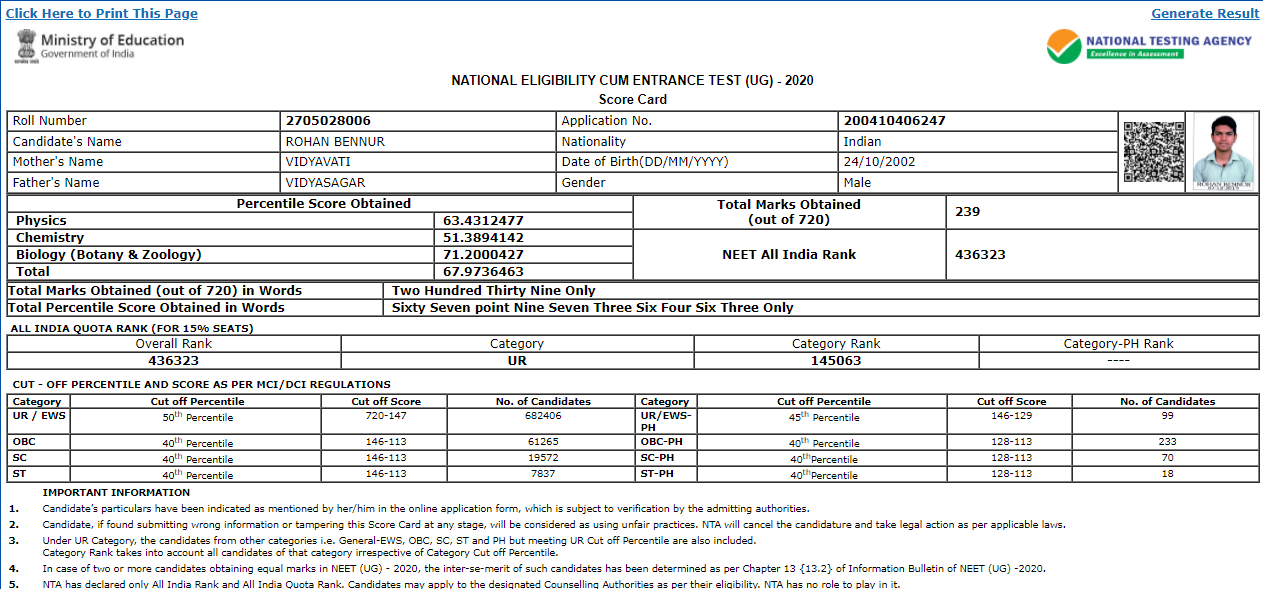 Click Here to Print This Page Generate Result
Ministry of Education
Government of India
NATIONAL TESTING AGENCY
Excellence in Assessment
NATIONAL ELIGIBILITY CUM ENTRANCE TEST (UG) - 2020
Score Card
Roll Number 2705028006 Application No. 200410406247
Candidate's Name ROHAN BENNUR Nationality Indian
Mother's Name VIDYAVATI Date of Birth(DD/MM/YYYY) 24/10/2002
Father's Name VIDYASAGAR Gender Male
ROHAN BENNUR
Percentile Score Obtained
Physics 63.4312477
Chemistry 51.3894142
Biology (Botany & Zoology) 71.2000427
Total 67.9736463
Total Marks Obtained
(out of 720)
239
NEET All India Rank 436323
Total Marks Obtained (out of 720) in Words Two Hundred Thirty Nine Only
Total Percentile Score Obtained in Words Sixty Seven point Nine Seven Three Six Four Six Three Only
ALL INDIA QUOTA RANK (FOR 15% SEATS)
Overall Rank Category Category Rank Category-PH Rank
436323 UR 145063 ----
CUT - OFF PERCENTILE AND SCORE AS PER MCI/DCI REGULATIONS
Category Cut off Percentile Cut off Score No. of Candidates Category Cut off Percentile Cut off Score No. of Candidates
UR / EWS 50th Percentile 720-147 682406 UR/EWS-PH 45th Percentile 146-129 99
OBC 40th Percentile 146-113 61265 OBC-PH 40th Percentile 128-113 233
SC 40th Percentile 146-113 19572 SC-PH 40thPercentile 128-113 70
ST 40th Percentile 146-113 7837 ST-PH 40thPercentile 128-113 18
IMPORTANT INFORMATION
1. Candidate's particulars have been indicated as mentioned by her/him in the online application form, which is subject to verification by the admitting authorities.
2. Candidate, if found submitting wrong information or tampering this Score Card at any stage, will be considered as using unfair practices. NTA will cancel the candidature and take legal action as per applicable laws.
3. Under UR Category, the candidates from other categories i.e. General-EWS, OBC, SC, ST and PH but meeting UR Cut off Percentile are also included.
Category Rank takes into account all candidates of that category irrespective of Category Cut off Percentile.
4. In case of two or more candidates obtaining equal marks in NEET (UG) - 2020, the inter-se-merit of such candidates has been determined as per Chapter 13 {13.2} of Information Bulletin of NEET (UG) -2020.
5. NTA has declared only All India Rank and All India Quota Rank. Candidates may apply to the designated Counselling Authorities as per their eligibility. NTA has no role to play in it.